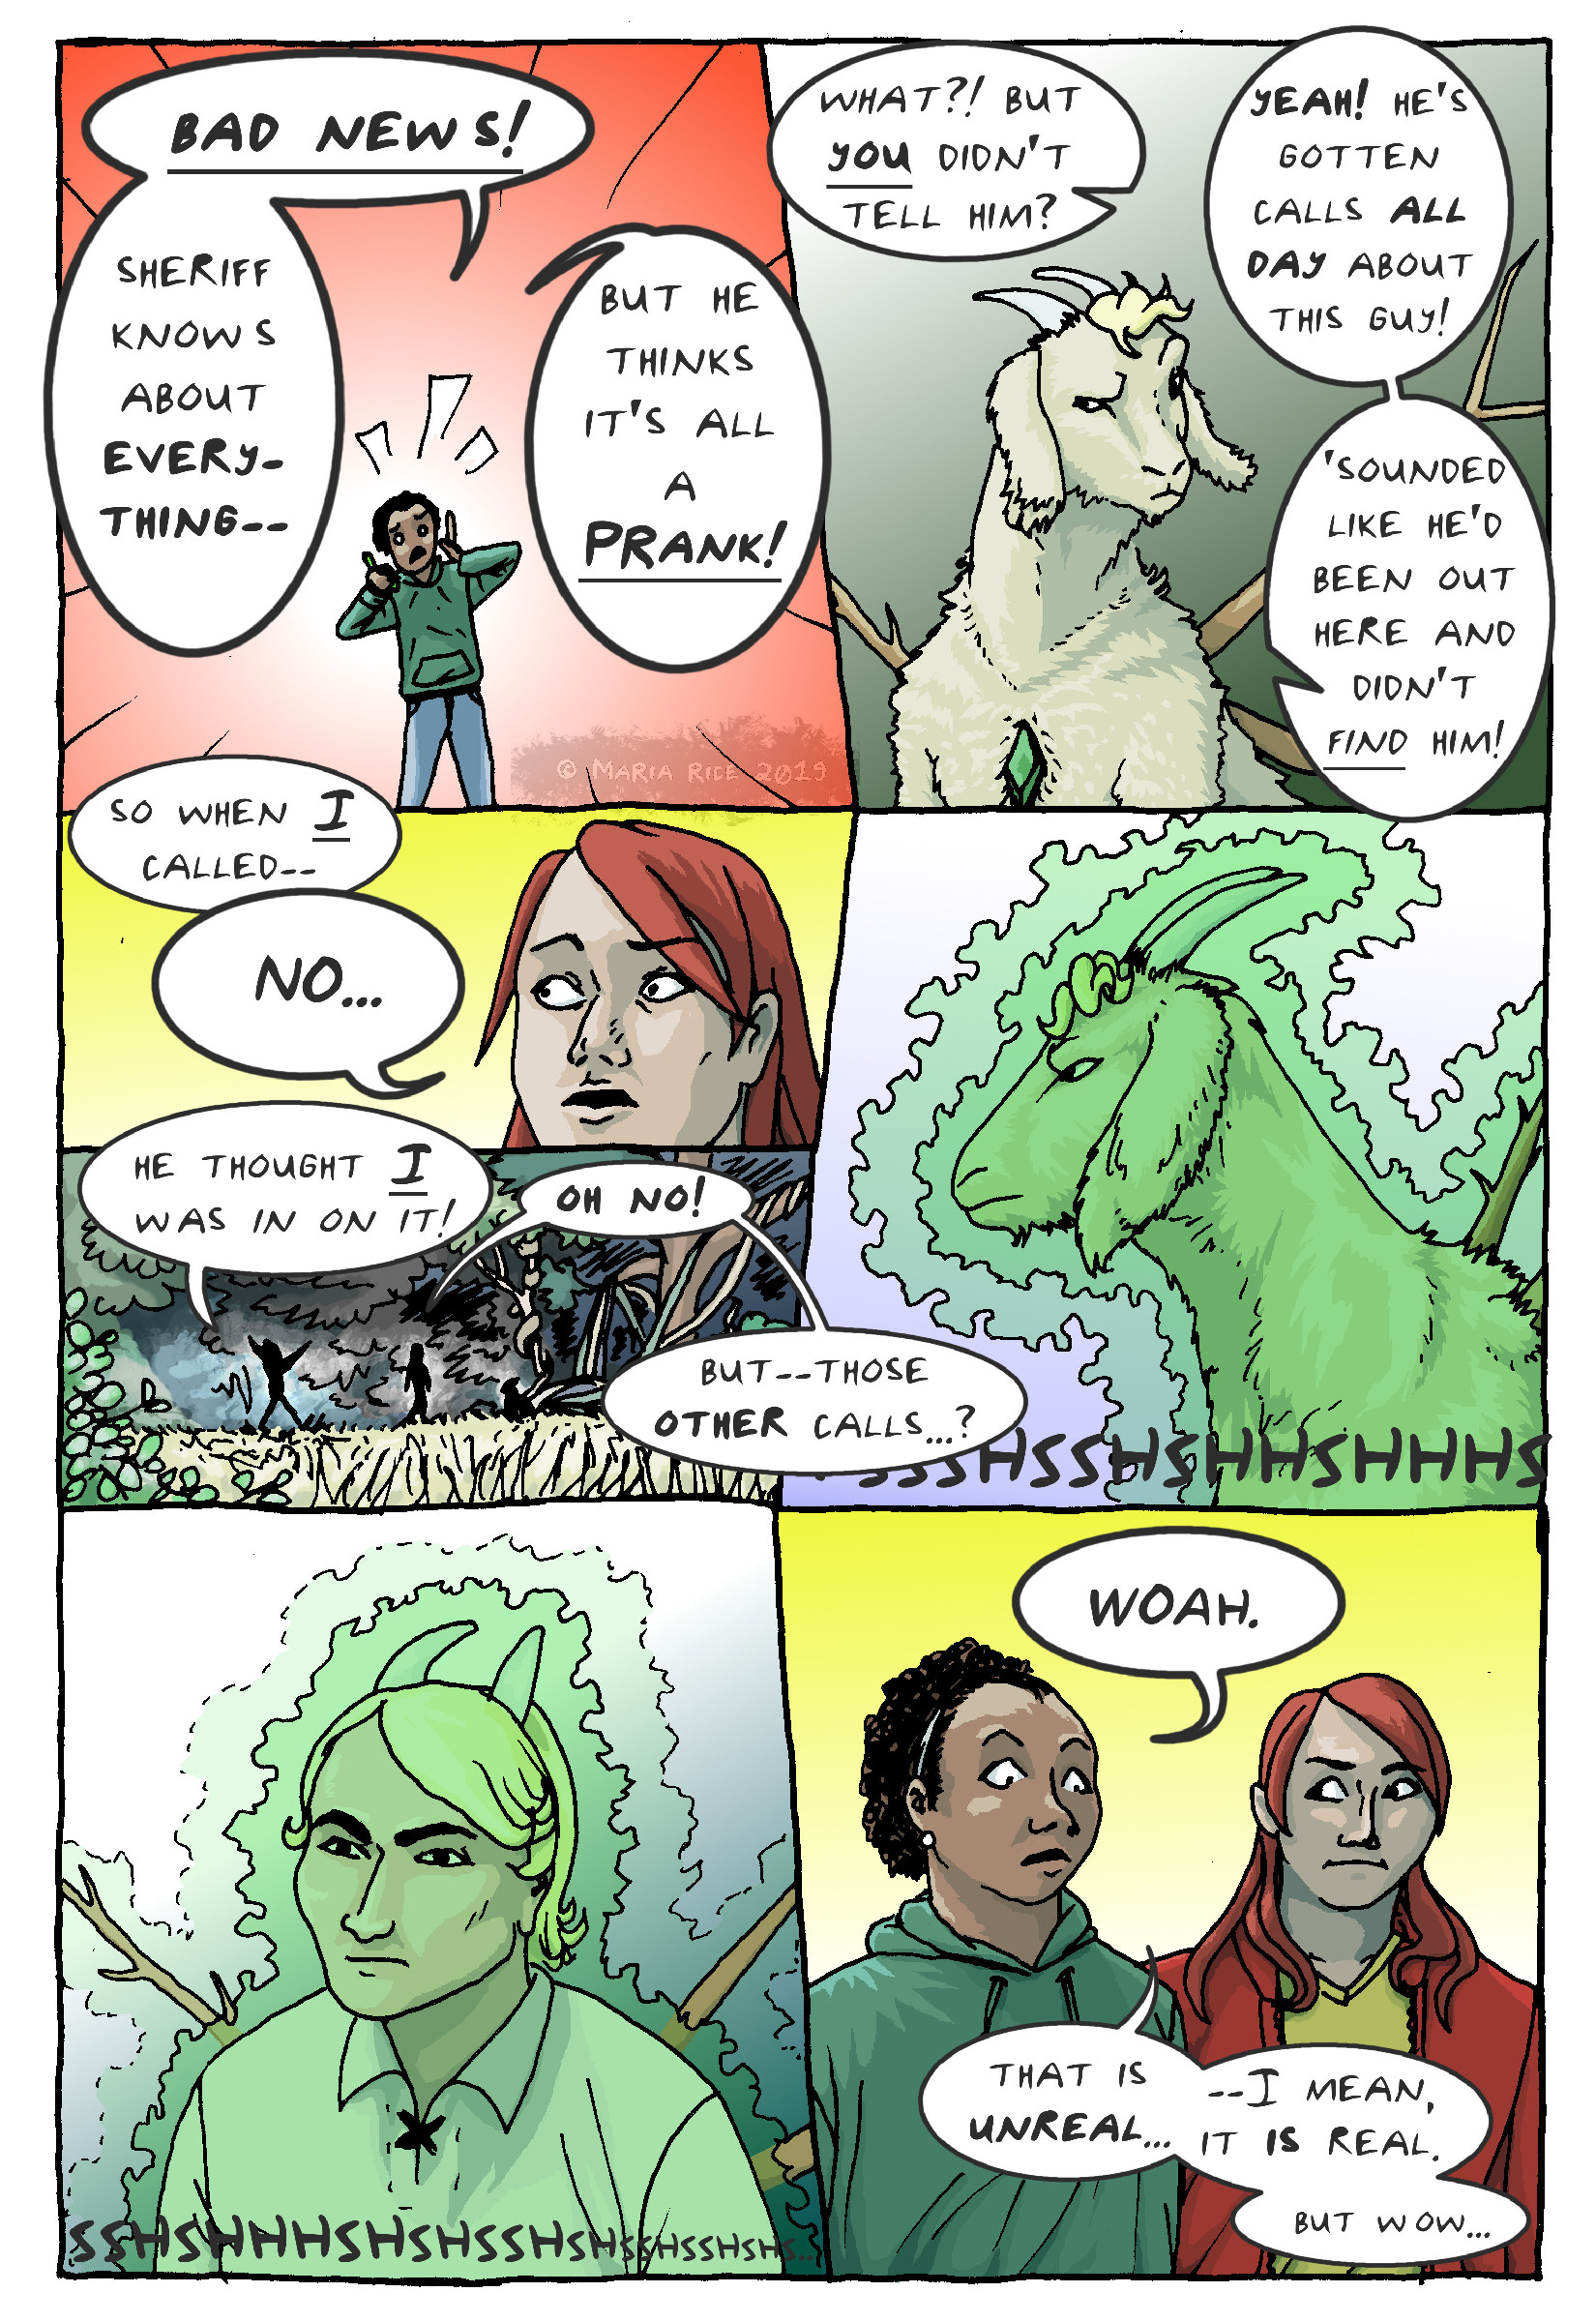 BAD NEWS!
SHERIFF
KNOWS
ABOUT
EVERY-
THING--
BUT HE
THINKS
IT'S ALL
A
PRANK!
© MARIA RICE 2019
WHAT?! BUT
YOU DIDN'T
TELL HIM?
YEAH! HE'S
GOTTEN
CALLS ALL
DAY ABOUT
THIS GUY!
'SOUNDED
LIKE HE'D
BEEN OUT
HERE AND
DIDN'T
FIND HIM!
SO WHEN I
CALLED--
NO...
HE THOUGHT I
WAS IN ON IT!
OH NO!
BUT--THOSE
OTHER CALLS...?
SSSHSSHSHHSHHHS
SSHSHHHSHSHSSHSHSSHSSHSHS...
WOAH.
THAT IS
UNREAL...
--I MEAN,
IT IS REAL.
BUT WOW...